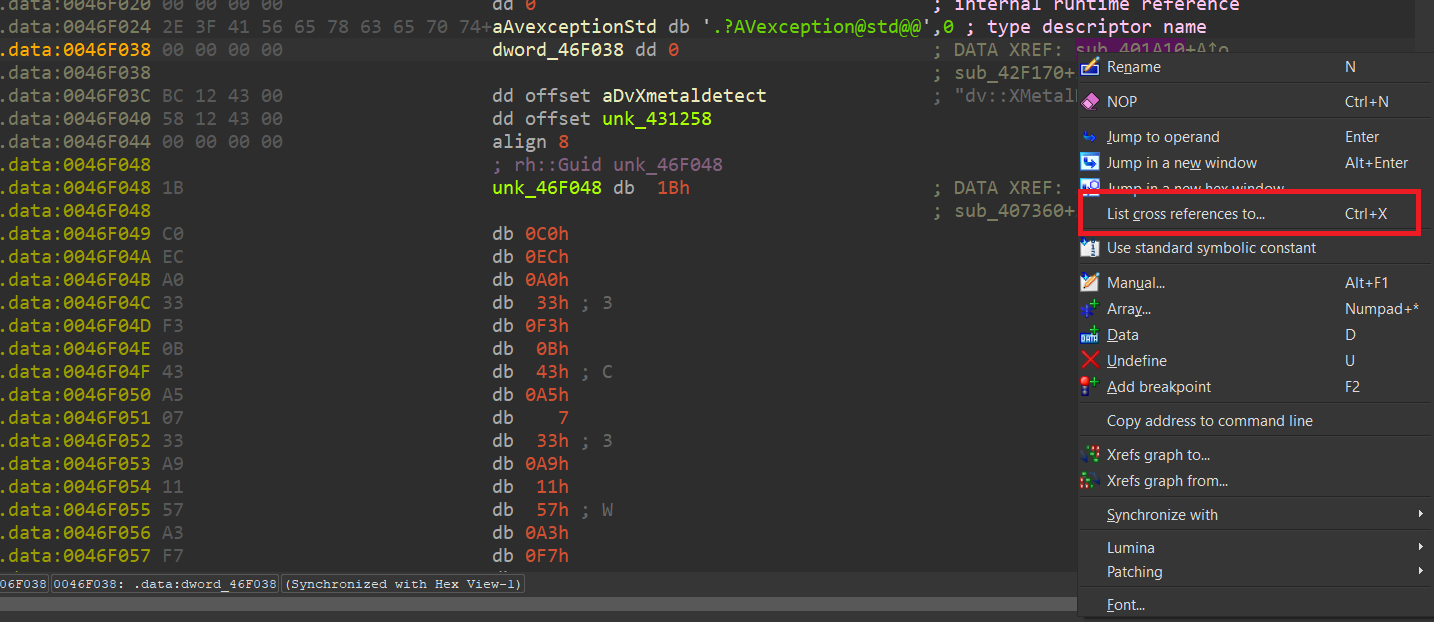 .data:0046F020 00 00 00 00 dd 0 ; internal runtime reference
.data:0046F024 2E 3F 41 56 65 78 63 65 70 74+aAvexceptionStd db '.?AVexception@std@@',0 ; type descriptor name
.data:0046F038 00 00 00 00 dword_46F038 dd 0 ; DATA XREF: sub_401A10+A↑o
.data:0046F038 ; sub_42F170+
.data:0046F03C BC 12 43 00 dd offset aDvXmetaldetect ; "dv::XMetal
.data:0046F040 58 12 43 00 dd offset unk_431258
.data:0046F044 00 00 00 00 align 8
.data:0046F048 ; rh::Guid unk_46F048
.data:0046F048 1B unk_46F048 db 1Bh ; DATA XREF:
.data:0046F048 ; sub_407360+
.data:0046F049 C0 db 0C0h
.data:0046F04A EC db 0ECh
.data:0046F04B A0 db 0A0h
.data:0046F04C 33 db 33h ; 3
.data:0046F04D F3 db 0F3h
.data:0046F04E 0B db 0Bh
.data:0046F04F 43 db 43h ; C
.data:0046F050 A5 db 0A5h
.data:0046F051 07 db 7
.data:0046F052 33 db 33h ; 3
.data:0046F053 A9 db 0A9h
.data:0046F054 11 db 11h
.data:0046F055 57 db 57h ; W
.data:0046F056 A3 db 0A3h
.data:0046F057 F7 db 0F7h
06F038 0046F038: .data:dword_46F038 (Synchronized with Hex View-1)
Rename N
NOP Ctrl+N
Jump to operand Enter
Jump in a new window Alt+Enter
Jump in a new hex window
List cross references to... Ctrl+X
Use standard symbolic constant
Manual... Alt+F1
Array... Numpad+*
Data D
Undefine U
Add breakpoint F2
Copy address to command line
Xrefs graph to...
Xrefs graph from...
Synchronize with
Lumina
Patching
Font...